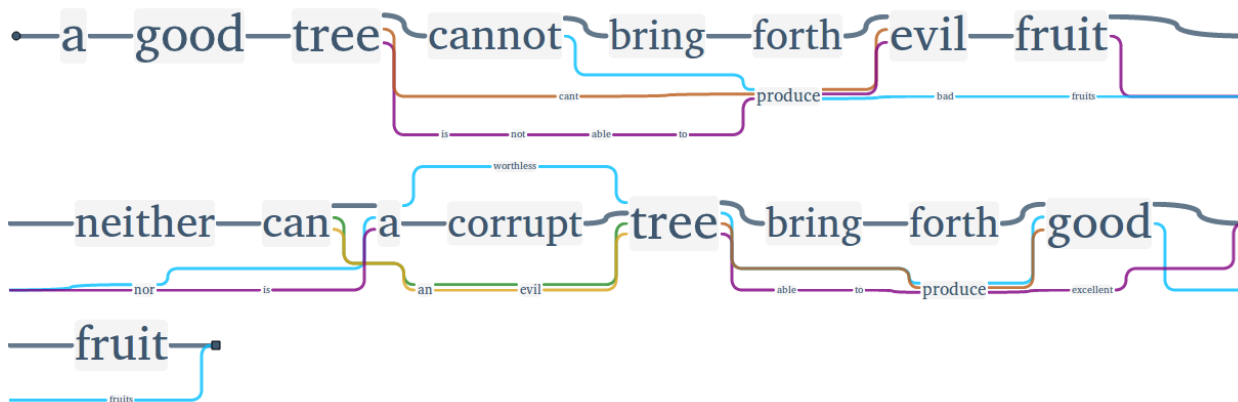 a good tree cannot bring forth evil fruit
cant produce bad fruits
is not able to
worthless
neither can a corrupt tree bring forth good
nor is an evil able to produce excellent
fruit
fruits